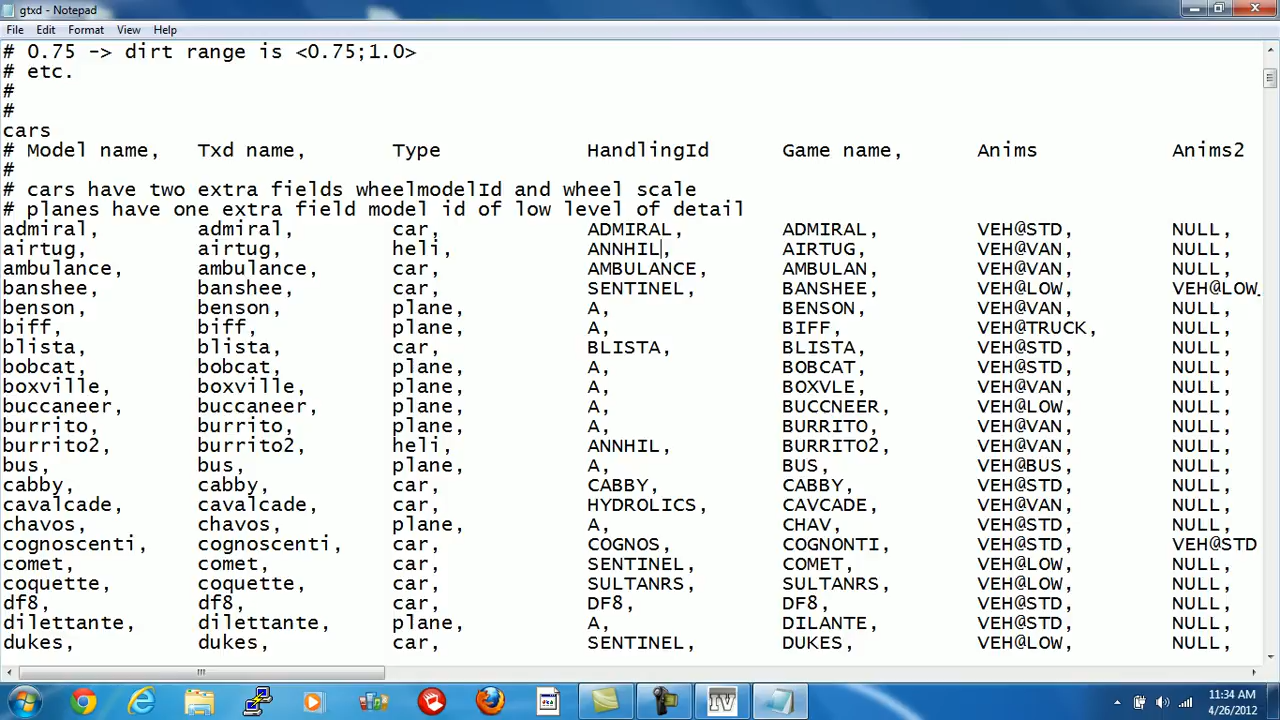 gtxd - Notepad
File Edit Format View Help
# 0.75 -> dirt range is <0.75;1.0>
# etc.
#
#
cars
# Model name, Txd name, Type HandlingId Game name, Anims Anims2
#
# cars have two extra fields wheelmodelId and wheel scale
# planes have one extra field model id of low level of detail
admiral, admiral, car, ADMIRAL, ADMIRAL, VEH@STD, NULL,
airtug, airtug, heli, ANNHIL, AIRTUG, VEH@VAN, NULL,
ambulance, ambulance, car, AMBULANCE, AMBULAN, VEH@VAN, NULL,
banshee, banshee, car, SENTINEL, BANSHEE, VEH@LOW, VEH@LOW_
benson, benson, plane, A, BENSON, VEH@VAN, NULL,
biff, biff, plane, A, BIFF, VEH@TRUCK, NULL,
blista, blista, car, BLISTA, BLISTA, VEH@STD, NULL,
bobcat, bobcat, plane, A, BOBCAT, VEH@STD, NULL,
boxville, boxville, plane, A, BOXVLE, VEH@VAN, NULL,
buccaneer, buccaneer, plane, A, BUCCNEER, VEH@LOW, NULL,
burrito, burrito, plane, A, BURRITO, VEH@VAN, NULL,
burrito2, burrito2, heli, ANNHIL, BURRITO2, VEH@VAN, NULL,
bus, bus, plane, A, BUS, VEH@BUS, NULL,
cabby, cabby, car, CABBY, CABBY, VEH@STD, NULL,
cavalcade, cavalcade, car, HYDROLICS, CAVCADE, VEH@VAN, NULL,
chavos, chavos, plane, A, CHAV, VEH@STD, NULL,
cognoscenti, cognoscenti, car, COGNOS, COGNONTI, VEH@STD, VEH@STD
comet, comet, car, SENTINEL, COMET, VEH@LOW, NULL,
coquette, coquette, car, SULTANRS, SULTANRS, VEH@LOW, NULL,
df8, df8, car, DF8, DF8, VEH@STD, NULL,
dilettante, dilettante, plane, A, DILANTE, VEH@STD, NULL,
dukes, dukes, car, SENTINEL, DUKES, VEH@LOW, NULL,
IV
11:34 AM
4/26/2012